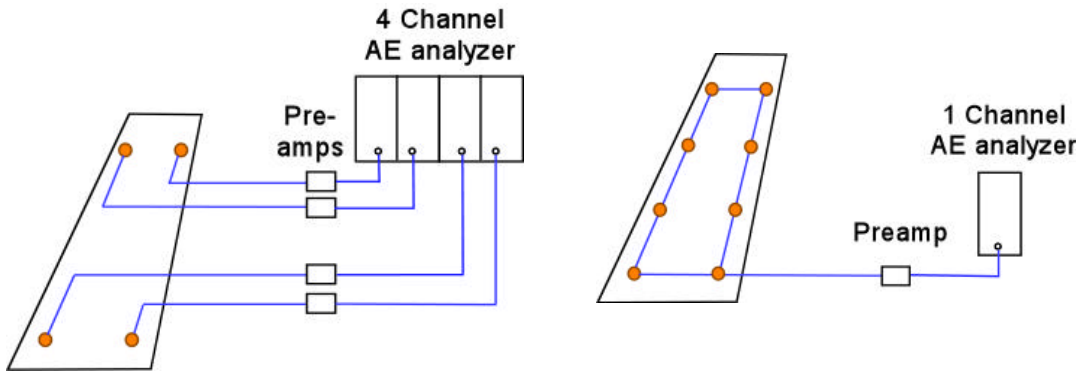 4 Channel
AE analyzer
Pre-
amps
1 Channel
AE analyzer
Preamp